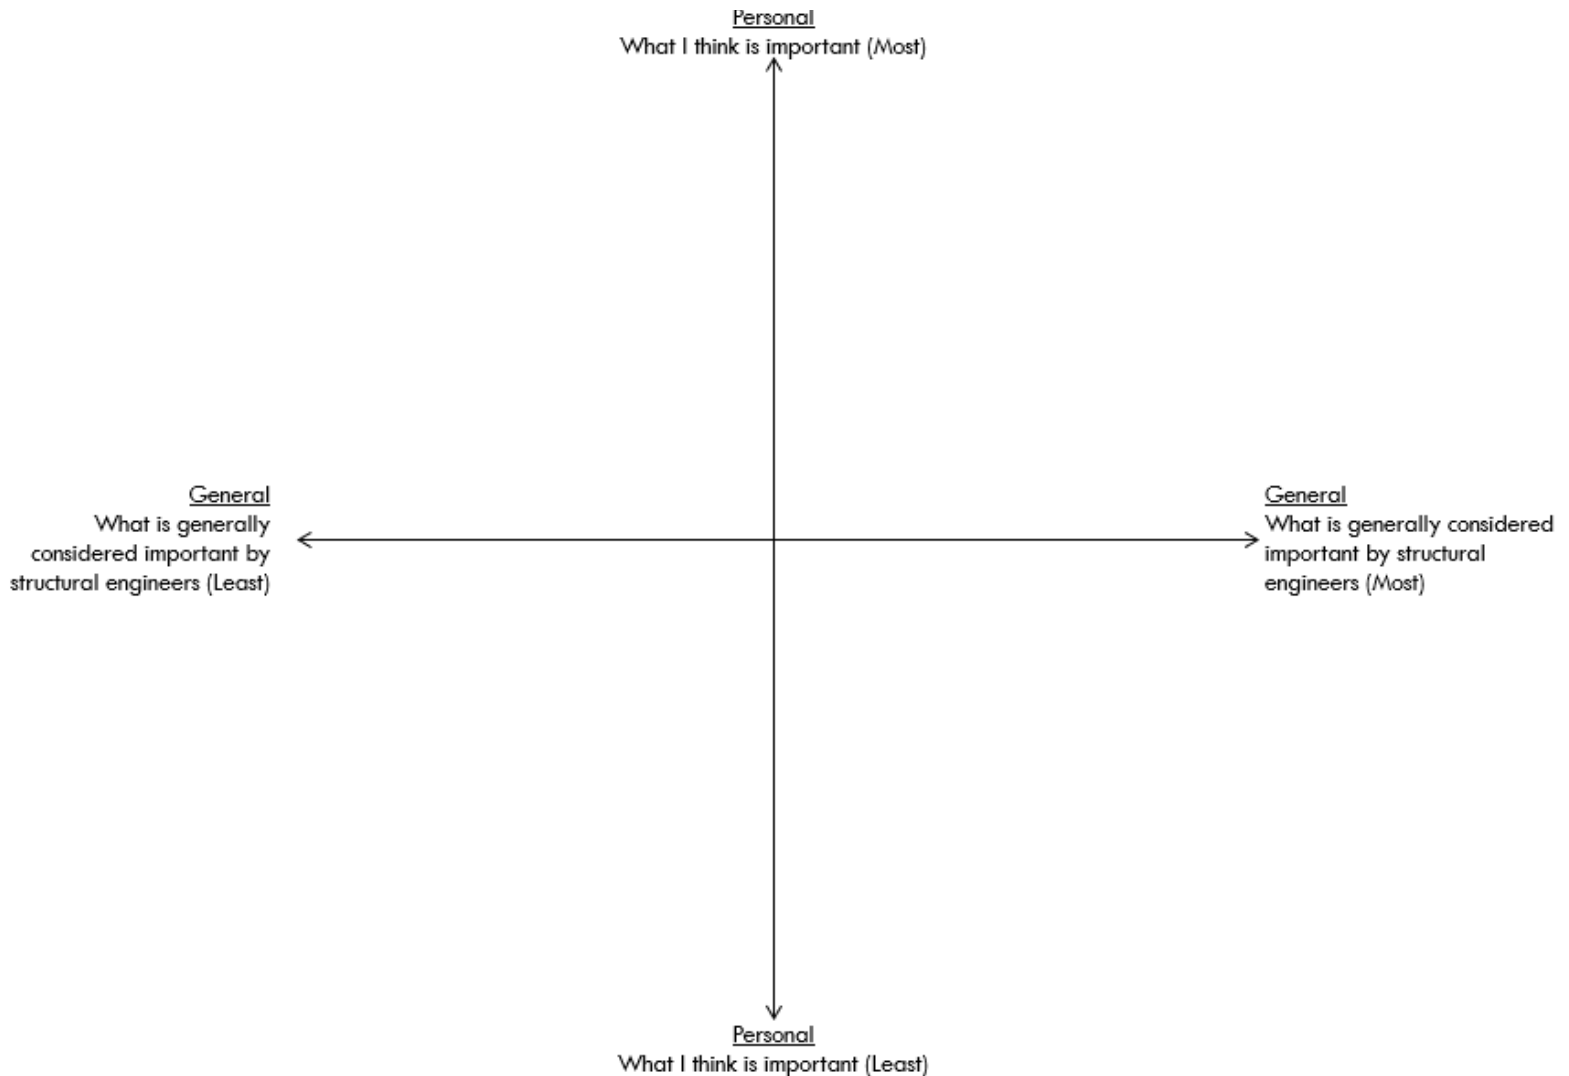 Personal
What I think is important (Most)
General
What is generally
considered important by
structural engineers (Least)
General
What is generally considered
important by structural
engineers (Most)
Personal
What I think is important (Least)